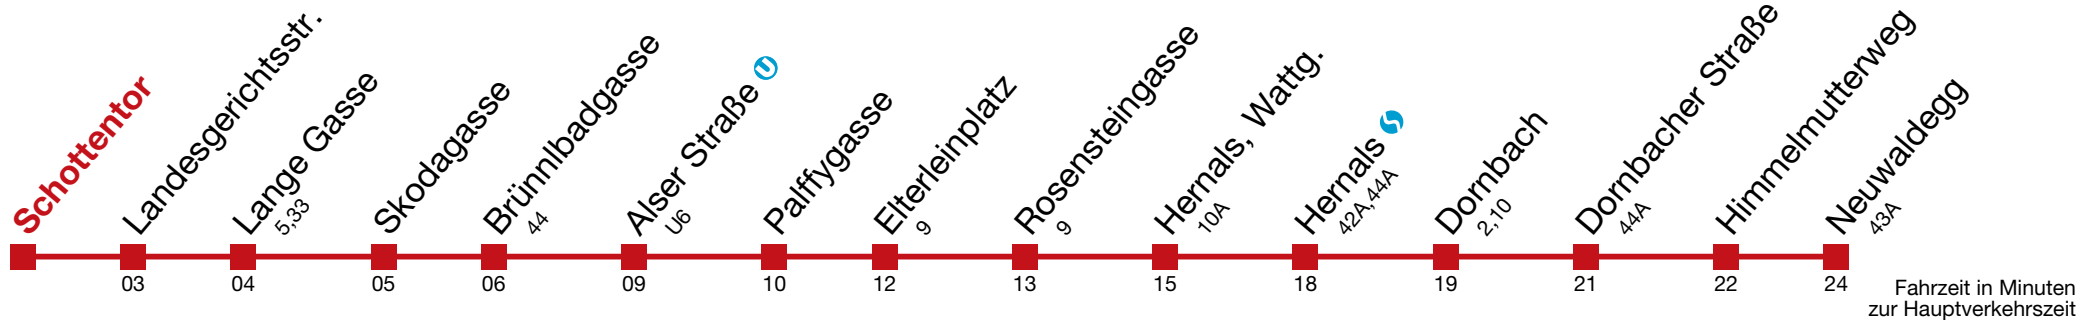 Schottentor
Landesgerichtsstr.
03
Lange Gasse
5,33
04
Skodagasse
05
Brünnlbadgasse
44
06
Alser Straße U
U6
09
Palffygasse
10
Elterleinplatz
9
12
Rosensteingasse
9
13
Hernals, Wattg.
10A
15
Hernals S
42A,44A
18
Dornbach
2,10
19
Dornbacher Straße
44A
21
Himmelmutterweg
22
Neuwaldegg
43A
24
Fahrzeit in Minuten
zur Hauptverkehrszeit